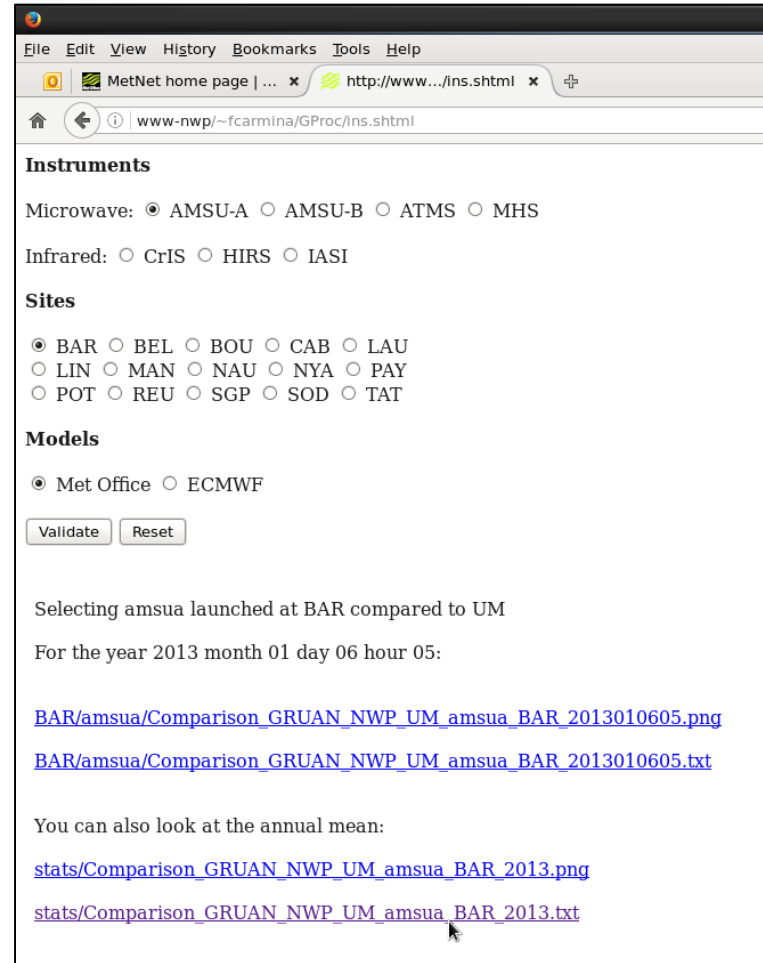 File Edit View History Bookmarks Tools Help
MetNet home page | ... × http://www.../ins.shtml ×
www-nwp/~fcarmina/GProc/ins.shtml
Instruments
Microwave: AMSU-A AMSU-B ATMS MHS
Infrared: CrIS HIRS IASI
Sites
BAR BEL BOU CAB LAU
LIN MAN NAU NYA PAY
POT REU SGP SOD TAT
Models
Met Office ECMWF
Validate Reset
Selecting amsua launched at BAR compared to UM
For the year 2013 month 01 day 06 hour 05:
BAR/amsua/Comparison_GRUAN_NWP_UM_amsua_BAR_2013010605.png
BAR/amsua/Comparison_GRUAN_NWP_UM_amsua_BAR_2013010605.txt
You can also look at the annual mean:
stats/Comparison_GRUAN_NWP_UM_amsua_BAR_2013.png
stats/Comparison_GRUAN_NWP_UM_amsua_BAR_2013.txt